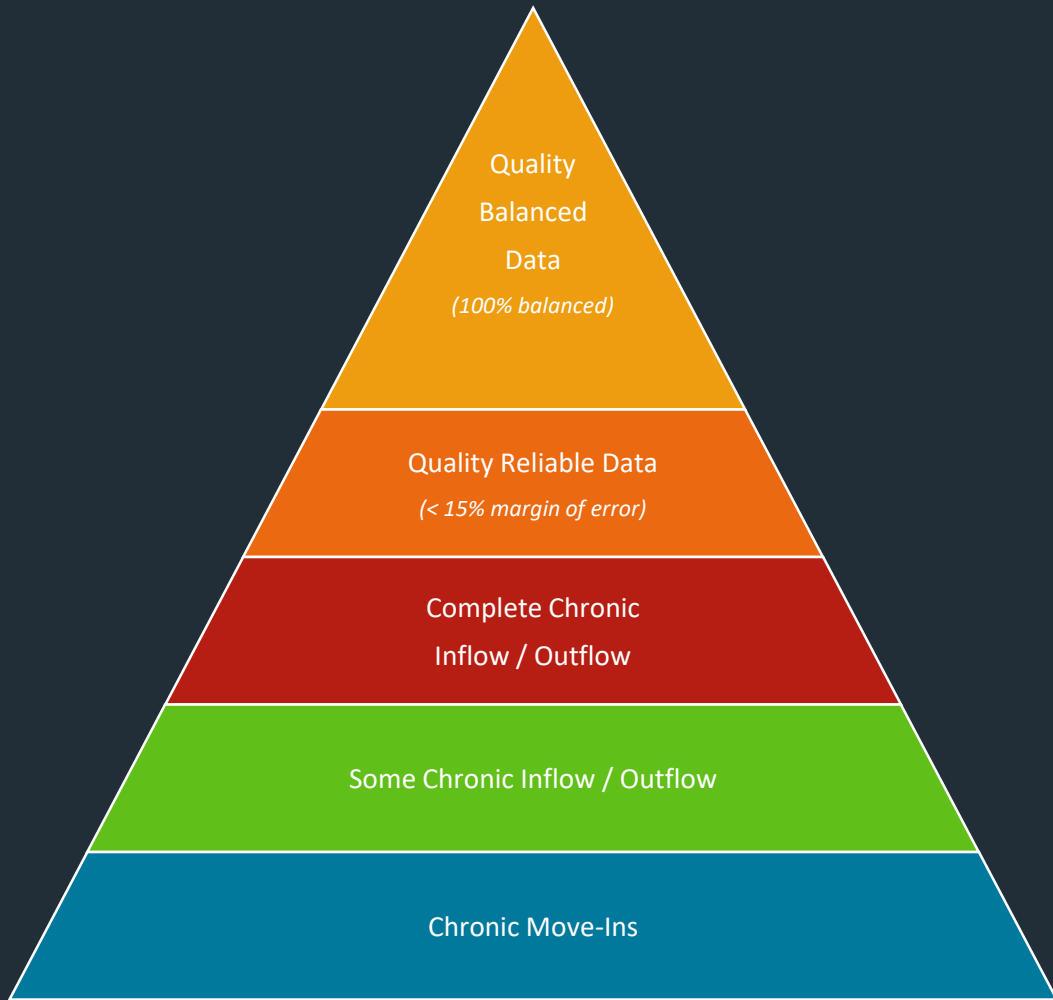 Quality
Balanced
Data
(100% balanced)
Quality Reliable Data
(< 15% margin of error)
Complete Chronic
Inflow / Outflow
Some Chronic Inflow / Outflow
Chronic Move-Ins